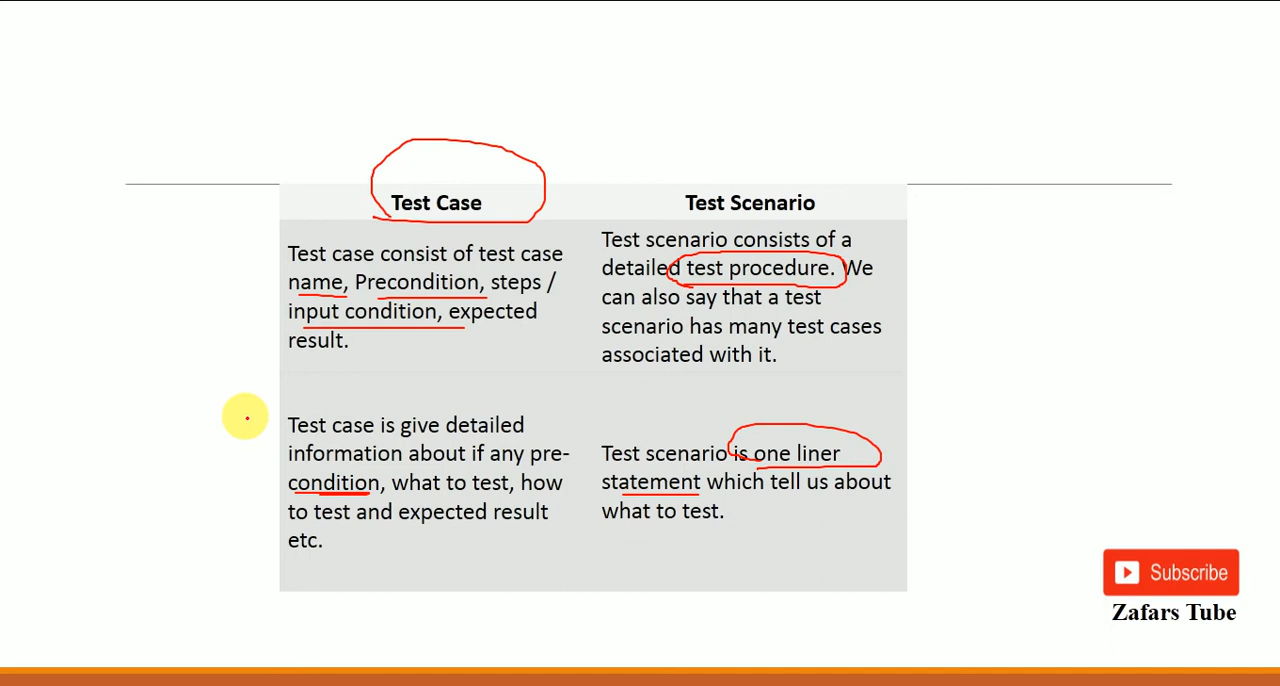 Test Case
Test Scenario
Test case consist of test case
name, Precondition, steps /
input condition, expected
result.
Test scenario consists of a
detailed test procedure. We
can also say that a test
scenario has many test cases
associated with it.
Test case is give detailed
information about if any pre-
condition, what to test, how
to test and expected result
etc.
Test scenario is one liner
statement which tell us about
what to test.
Subscribe
Zafars Tube